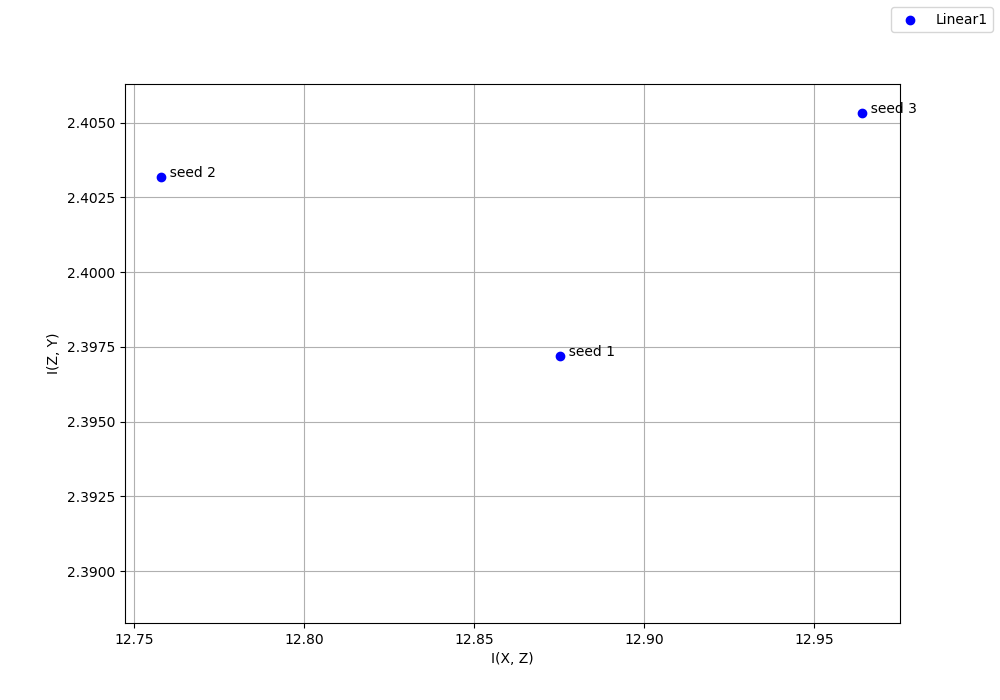 Linear1
seed 3
2.4050
seed 2
2.4025
2.4000
I(Z, Y)
2.3975
seed 1
2.3950
2.3925
2.3900
12.75 12.80 12.85 12.90 12.95
I(X, Z)